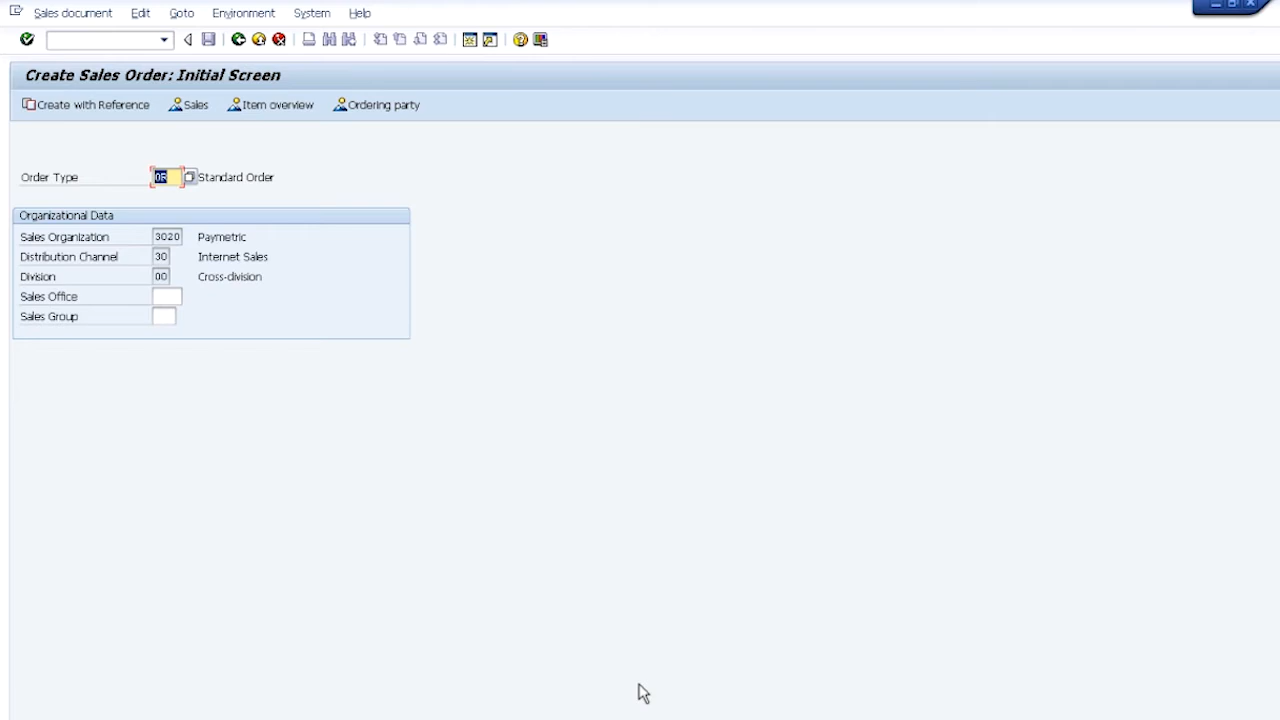 Sales document Edit Goto Environment System Help
Create Sales Order: Initial Screen
Create with Reference Sales Item overview Ordering party
Order Type OR Standard Order
Organizational Data
Sales Organization 3020 Paymetric
Distribution Channel 30 Internet Sales
Division 00 Cross-division
Sales Office
Sales Group